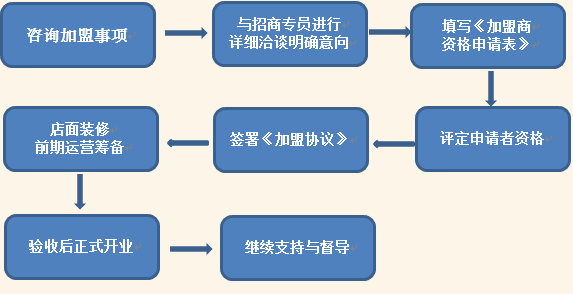 咨询加盟事项
与招商专员进行
详细洽谈明确意向
填写《加盟商
资格申请表》
评定申请者资格
签署《加盟协议》
店面装修
前期运营筹备
验收后正式开业
继续支持与督导